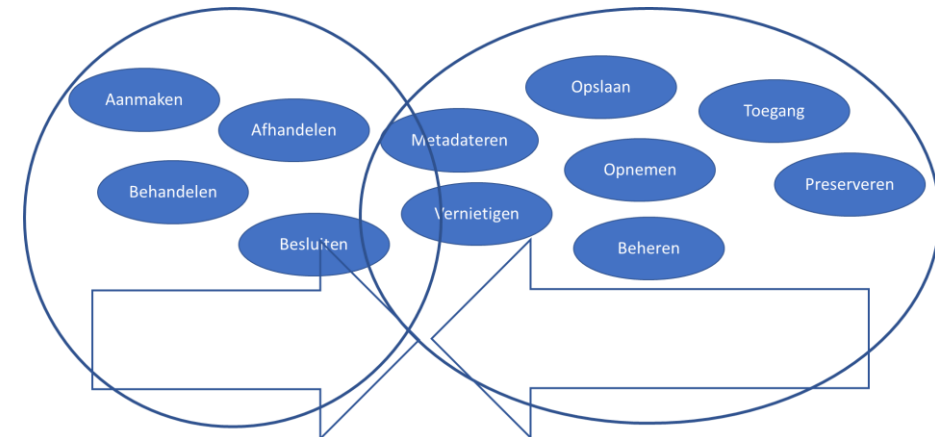 Aanmaken
Afhandelen
Behandelen
Besluiten
Metadateren
Vernietigen
Opslaan
Toegang
Opnemen
Preserveren
Beheren